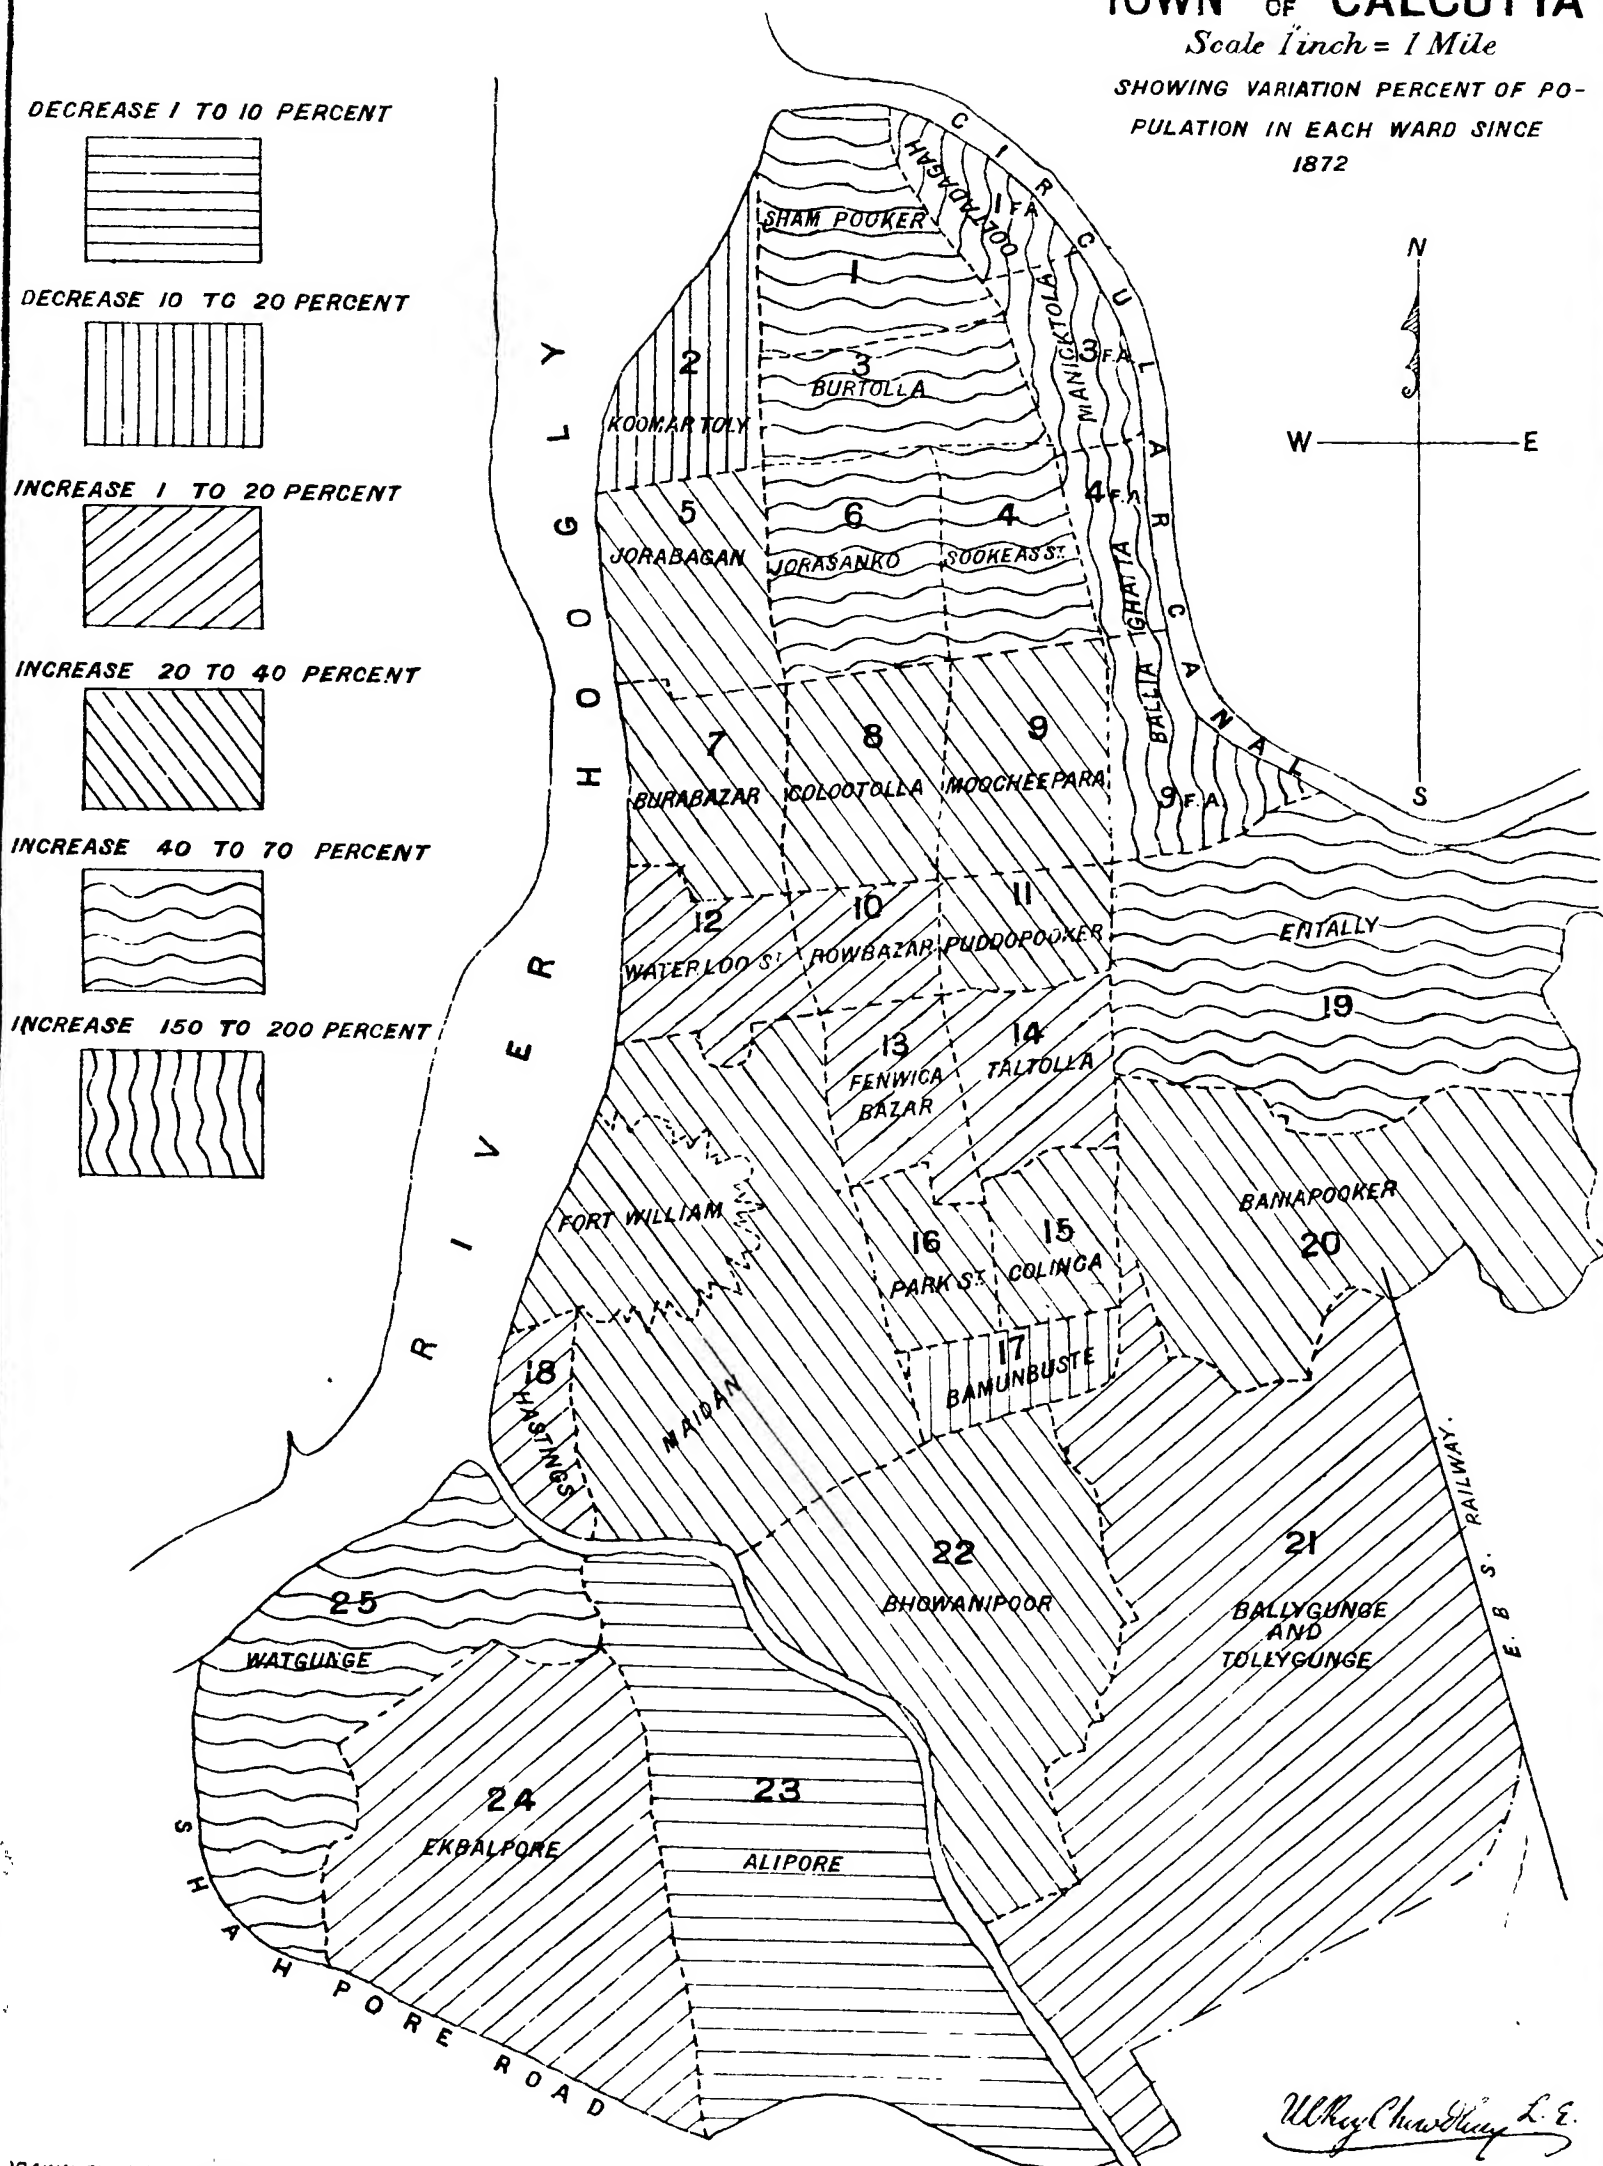 TOWN OF CALCUTTA
Scale 1 inch = 1 Mile
SHOWING VARIATION PERCENT OF PO-
PULATION IN EACH WARD SINCE
1872
DECREASE 1 TO 10 PERCENT
DECREASE 10 TO 20 PERCENT
INCREASE 1 TO 20 PERCENT
INCREASE 20 TO 40 PERCENT
INCREASE 40 TO 70 PERCENT
INCREASE 150 TO 200 PERCENT
N
W
E
S
RIVER HOOGLY
CIRCULAR CANAL
SHAM POOKER
1
OOLTADAGAH
1 F.A
2
KOOMARTOLY
3
BURTOLLA
MANICKTOLA
3 F.A.
4 F.A
5
JORABAGAN
6
JORASANKO
4
SOOKEAS ST.
BALLIA GHATTA
7
BURABAZAR
8
COLOOTOLLA
9
MOOCHEEPARA
9 F.A.
12
WATERLOO ST.
10
BOWBAZAR
11
PUDDOPOOKER
ENTALLY
19
13
FENWICA
BAZAR
14
TALTOLLA
FORT WILLIAM
16
PARK ST.
15
COLINGA
BANIAPOOKER
20
17
BAMUNBUSTE
18
HASTINGS
MAIDAN
22
BHOWANIPOOR
21
BALLYGUNGE
AND
TOLLYGUNGE
E. B. S. RAILWAY.
25
WATGUNGE
24
EKBALPORE
23
ALIPORE
SHAHPORE ROAD
L. E.